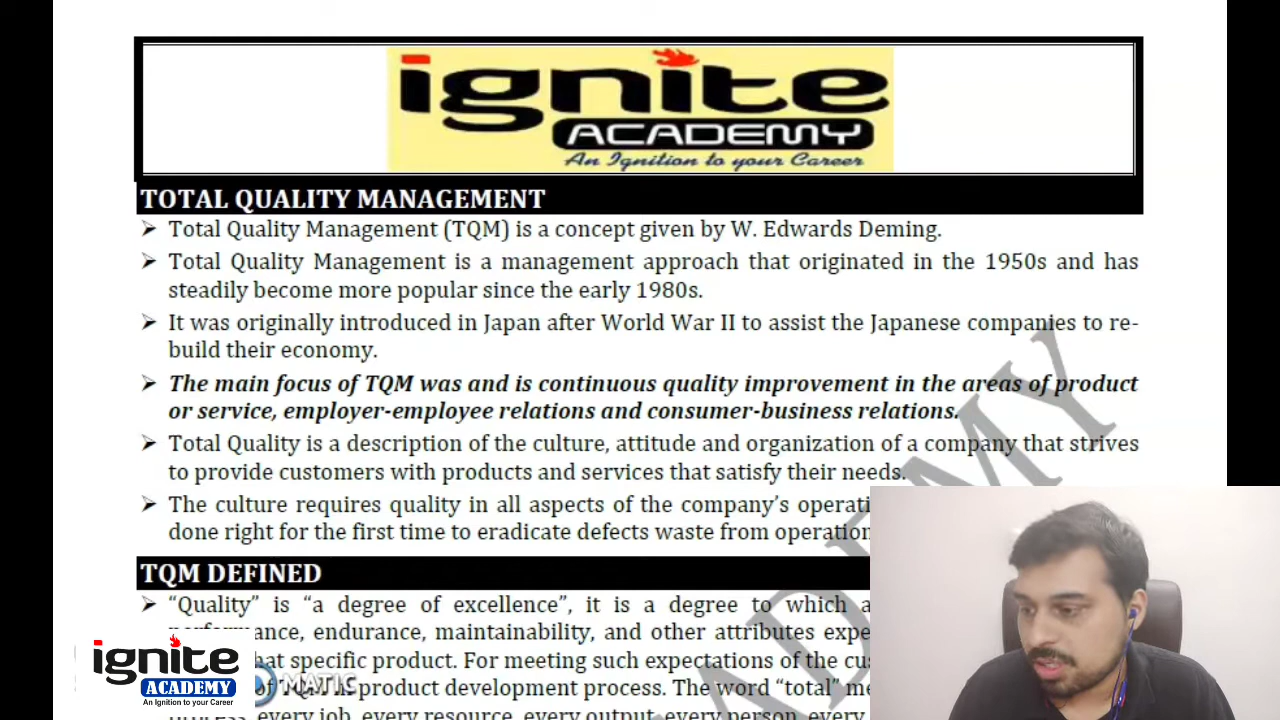 ignite
ACADEMY
An Ignition to your Career
TOTAL QUALITY MANAGEMENT
➢ Total Quality Management (TQM) is a concept given by W. Edwards Deming.
➢ Total Quality Management is a management approach that originated in the 1950s and has
steadily become more popular since the early 1980s.
➢ It was originally introduced in Japan after World War II to assist the Japanese companies to re-
build their economy.
➢ The main focus of TQM was and is continuous quality improvement in the areas of product
or service, employer-employee relations and consumer-business relations.
➢ Total Quality is a description of the culture, attitude and organization of a company that strives
to provide customers with products and services that satisfy their needs.
➢ The culture requires quality in all aspects of the company's
done right for the first time to eradicate defects waste from
TQM DEFINED
➢ "Quality" is "a degree of excellence", it is a degree to which
endurance, maintainability, and other attributes
that specific product. For meeting such expectations of the
of TQM is product development process. The word "total"
every job, every resource, every output, every person, every
ignite
ACADEMY
An Ignition to your Career
MATIC